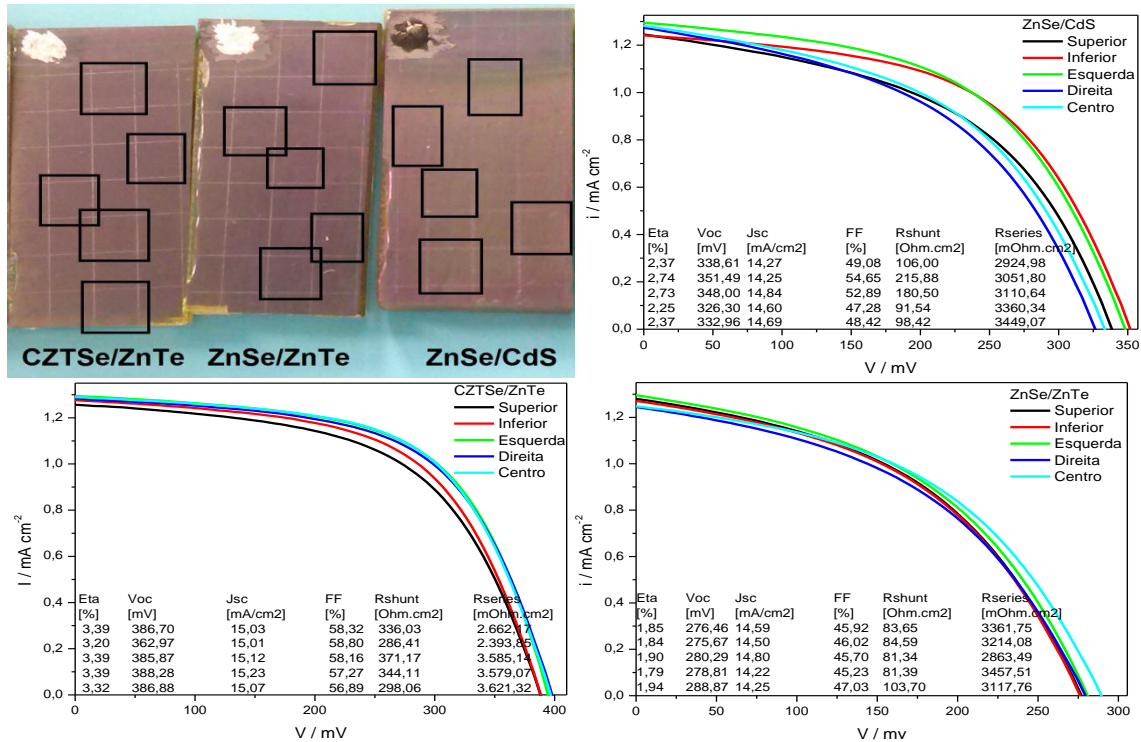 CZTSe/ZnTe ZnSe/ZnTe ZnSe/CdS
ZnSe/CdS
Superior
Inferior
Esquerda
Direita
Centro
i / mA cm-2
1,2
1,0
0,8
0,6
0,4
0,2
0,0
Eta Voc Jsc FF Rshunt Rseries
[%] [mV] [mA/cm2] [%] [Ohm.cm2] [mOhm.cm2]
2,37 338,61 14,27 49,08 106,00 2924,98
2,74 351,49 14,25 54,65 215,88 3051,80
2,73 348,00 14,84 52,89 180,50 3110,64
2,25 326,30 14,60 47,28 91,54 3360,34
2,37 332,96 14,69 48,42 98,42 3449,07
0 50 100 150 200 250 300 350
V / mV
CZTSe/ZnTe
Superior
Inferior
Esquerda
Direita
Centro
I / mA cm-2
1,2
1,0
0,8
0,6
0,4
0,2
0,0
Eta Voc Jsc FF Rshunt Rseries
[%] [mV] [mA/cm2] [%] [Ohm.cm2] [mOhm.cm2]
3,39 386,70 15,03 58,32 336,03 2.662,17
3,20 362,97 15,01 58,80 286,41 2.393,85
3,39 385,87 15,12 58,16 371,17 3.585,14
3,39 388,28 15,23 57,27 344,11 3.579,07
3,32 386,88 15,07 56,89 298,06 3.621,32
0 100 200 300 400
V / mV
ZnSe/ZnTe
Superior
Inferior
Esquerda
Direita
Centro
i / mA cm-2
1,2
1,0
0,8
0,6
0,4
0,2
0,0
Eta Voc Jsc FF Rshunt Rseries
[%] [mV] [mA/cm2] [%] [Ohm.cm2] [mOhm.cm2]
1,85 276,46 14,59 45,92 83,65 3361,75
1,84 275,67 14,50 46,02 84,59 3214,08
1,90 280,29 14,80 45,70 81,34 2863,49
1,79 278,81 14,22 45,23 81,39 3457,51
1,94 288,87 14,25 47,03 103,70 3117,76
0 50 100 150 200 250 300
V / mv